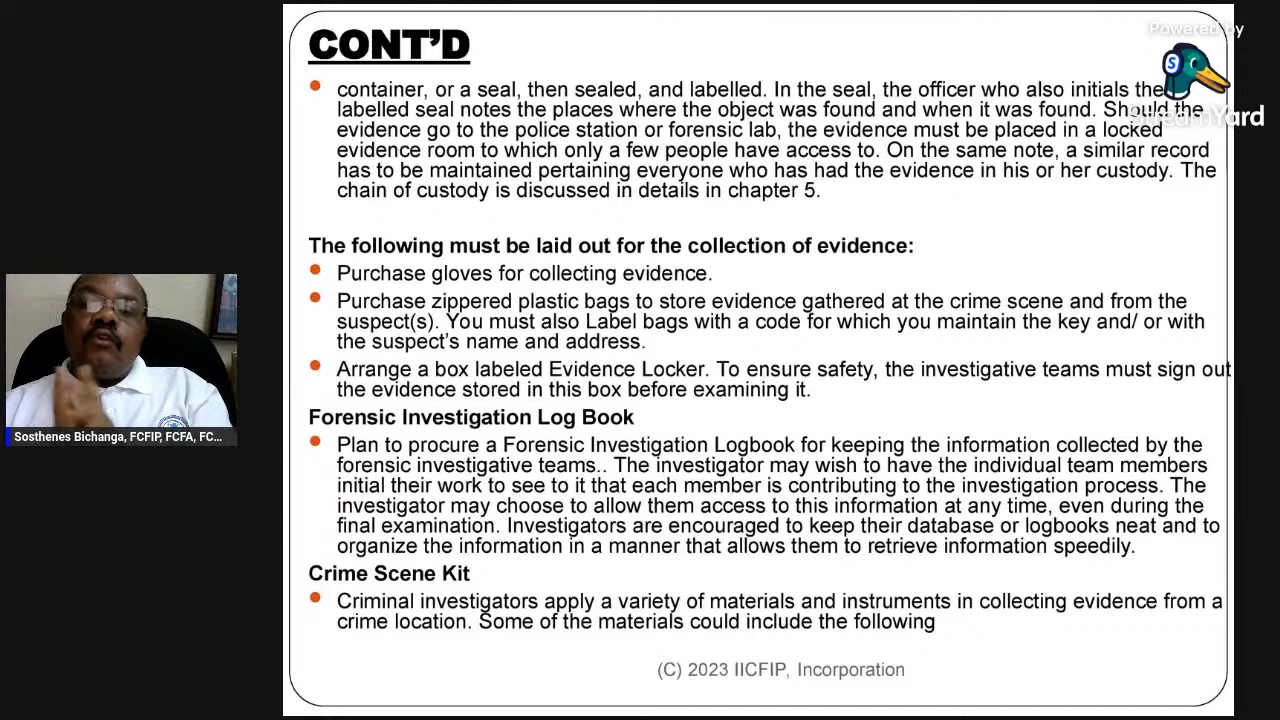 CONT'D
container, or a seal, then sealed, and labelled. In the seal, the officer who also initials the
labelled seal notes the places where the object was found and when it was found. Should the
evidence go to the police station or forensic lab, the evidence must be placed in a locked
evidence room to which only a few people have access to. On the same note, a similar record
has to be maintained pertaining everyone who has had the evidence in his or her custody. The
chain of custody is discussed in details in chapter 5.
The following must be laid out for the collection of evidence:
Purchase gloves for collecting evidence.
Purchase zippered plastic bags to store evidence gathered at the crime scene and from the
suspect(s). You must also Label bags with a code for which you maintain the key and/ or with
the suspect's name and address.
Arrange a box labeled Evidence Locker. To ensure safety, the investigative teams must sign out
the evidence stored in this box before examining it.
Forensic Investigation Log Book
Plan to procure a Forensic Investigation Logbook for keeping the information collected by the
forensic investigative teams.. The investigator may wish to have the individual team members
initial their work to see to it that each member is contributing to the investigation process. The
investigator may choose to allow them access to this information at any time, even during the
final examination. Investigators are encouraged to keep their database or logbooks neat and to
organize the information in a manner that allows them to retrieve information speedily.
Crime Scene Kit
Criminal investigators apply a variety of materials and instruments in collecting evidence from a
crime location. Some of the materials could include the following
(C) 2023 IICFIP, Incorporation
Powered by
S
StreamYard
Sosthenes Bichanga, FCFIP, FCFA, FC...